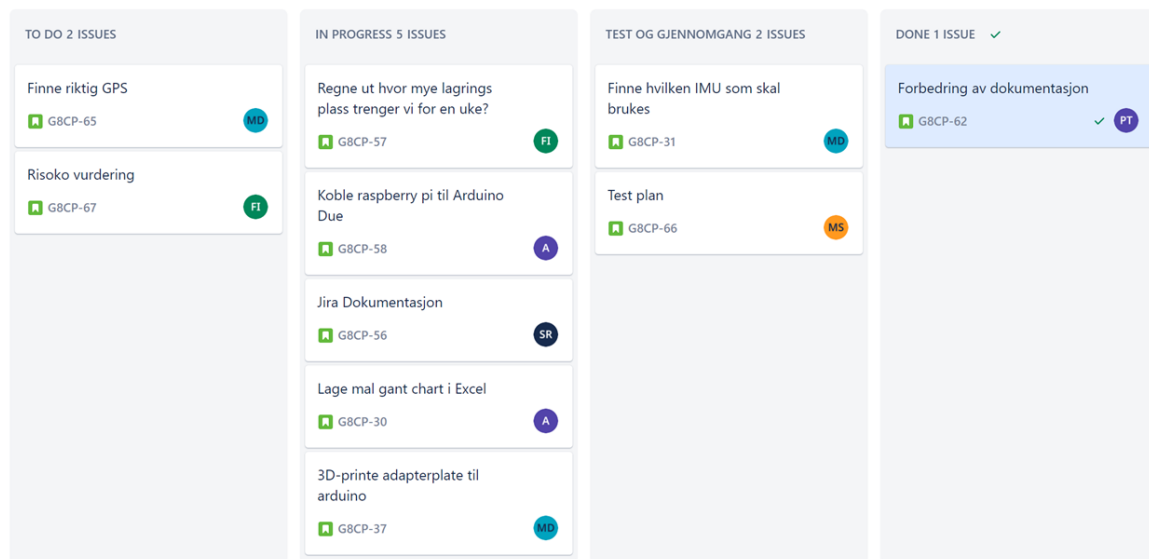 TO DO 2 ISSUES
Finne riktig GPS
G8CP-65
MD
Risoko vurdering
G8CP-67
FI
IN PROGRESS 5 ISSUES
Regne ut hvor mye lagrings
plass trenger vi for en uke?
G8CP-57
FI
Koble raspberry pi til Arduino
Due
G8CP-58
A
Jira Dokumentasjon
G8CP-56
SR
Lage mal gant chart i Excel
G8CP-30
A
3D-printe adapterplate til
arduino
G8CP-37
MD
TEST OG GJENNOMGANG 2 ISSUES
Finne hvilken IMU som skal
brukes
G8CP-31
MD
Test plan
G8CP-66
MS
DONE 1 ISSUE
Forbedring av dokumentasjon
G8CP-62
PT